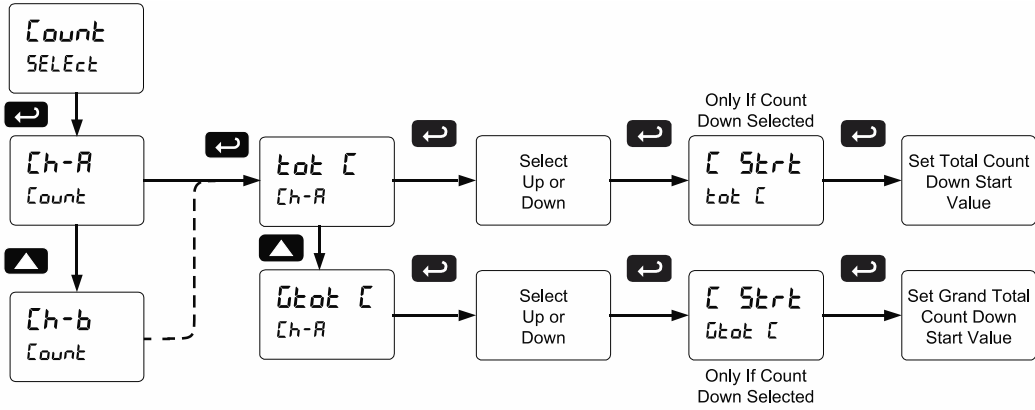 Count
SELEct
Ch-A
Count
Ch-b
Count
tot C
Ch-A
Gtot C
Ch-A
Select
Up or
Down
Select
Up or
Down
Only If Count
Down Selected
C Strt
tot C
C Strt
Gtot C
Only If Count
Down Selected
Set Total Count
Down Start
Value
Set Grand Total
Count Down
Start Value